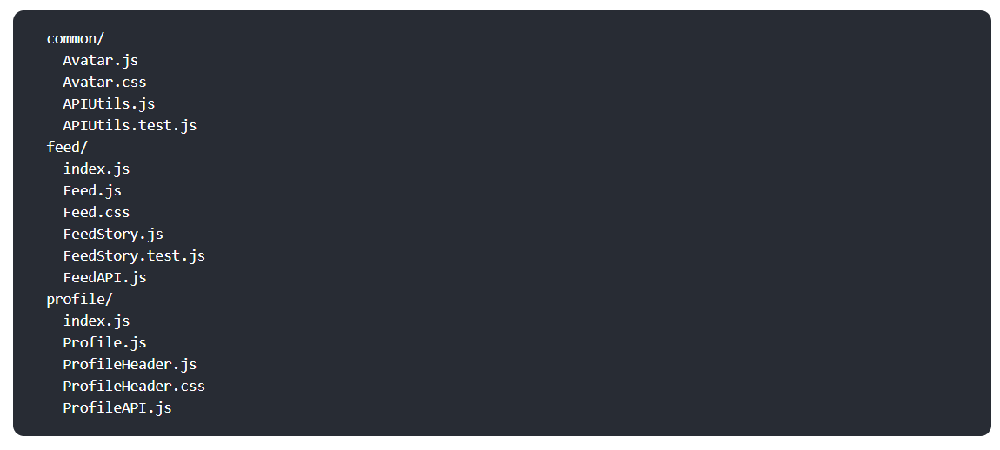 common/
  Avatar.js
  Avatar.css
  APIUtils.js
  APIUtils.test.js
feed/
  index.js
  Feed.js
  Feed.css
  FeedStory.js
  FeedStory.test.js
  FeedAPI.js
profile/
  index.js
  Profile.js
  ProfileHeader.js
  ProfileHeader.css
  ProfileAPI.js